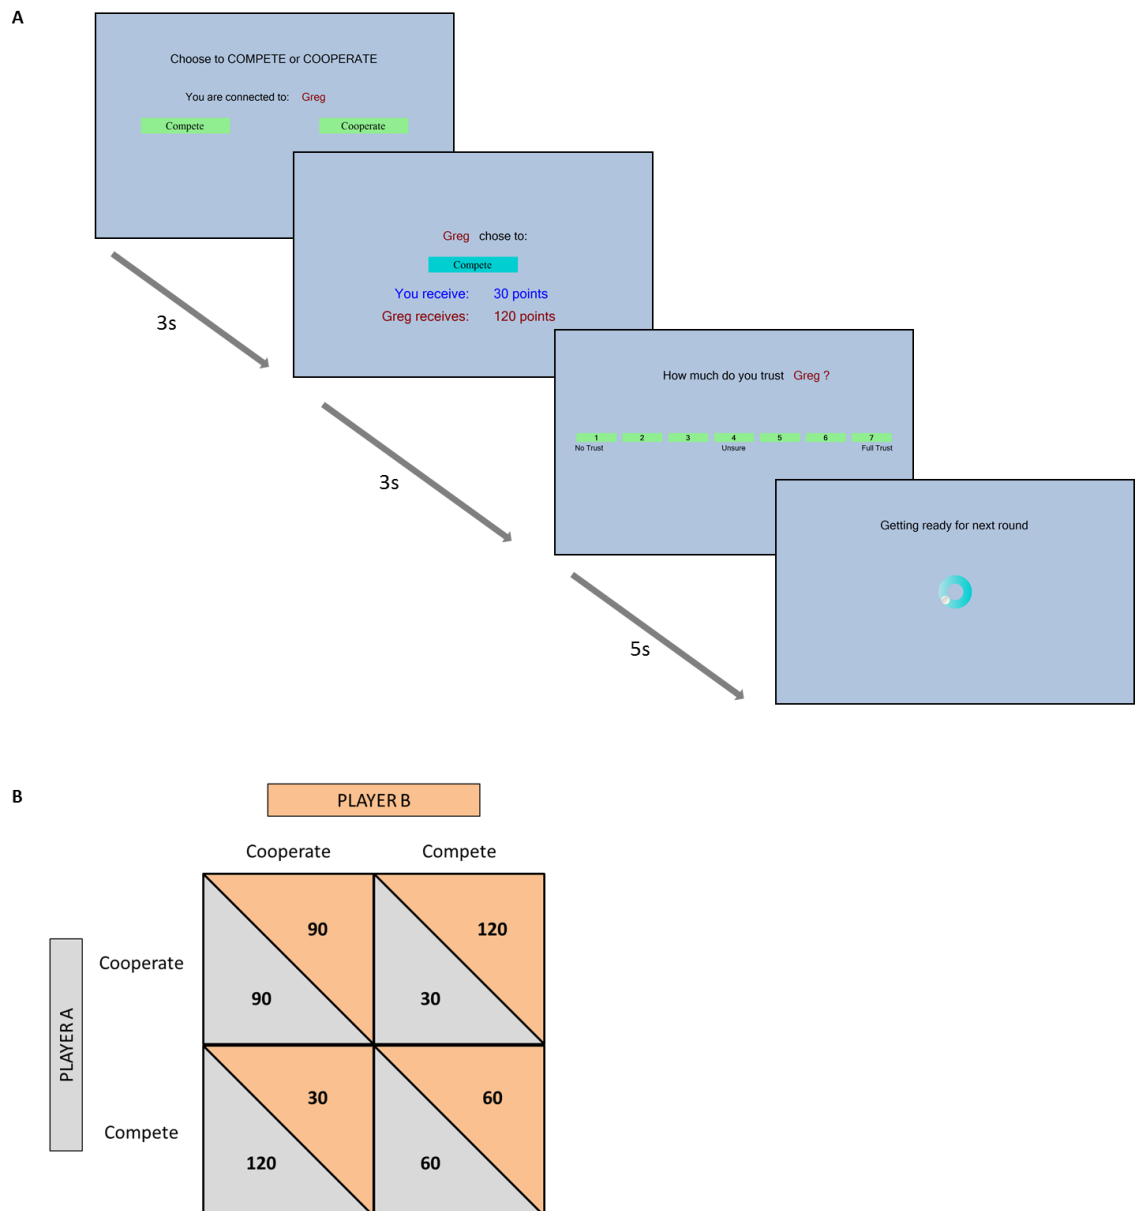 A
Choose to COMPETE or COOPERATE
You are connected to: Greg
Compete Cooperate
Greg chose to:
Compete
You receive: 30 points
Greg receives: 120 points
3s
How much do you trust Greg ?
1 2 3 4 5 6 7
No Trust Unsure Full Trust
3s
Getting ready for next round
5s
B
PLAYER B
Cooperate Compete
90 120
Cooperate
90 30
PLAYER A
30 60
Compete
120 60